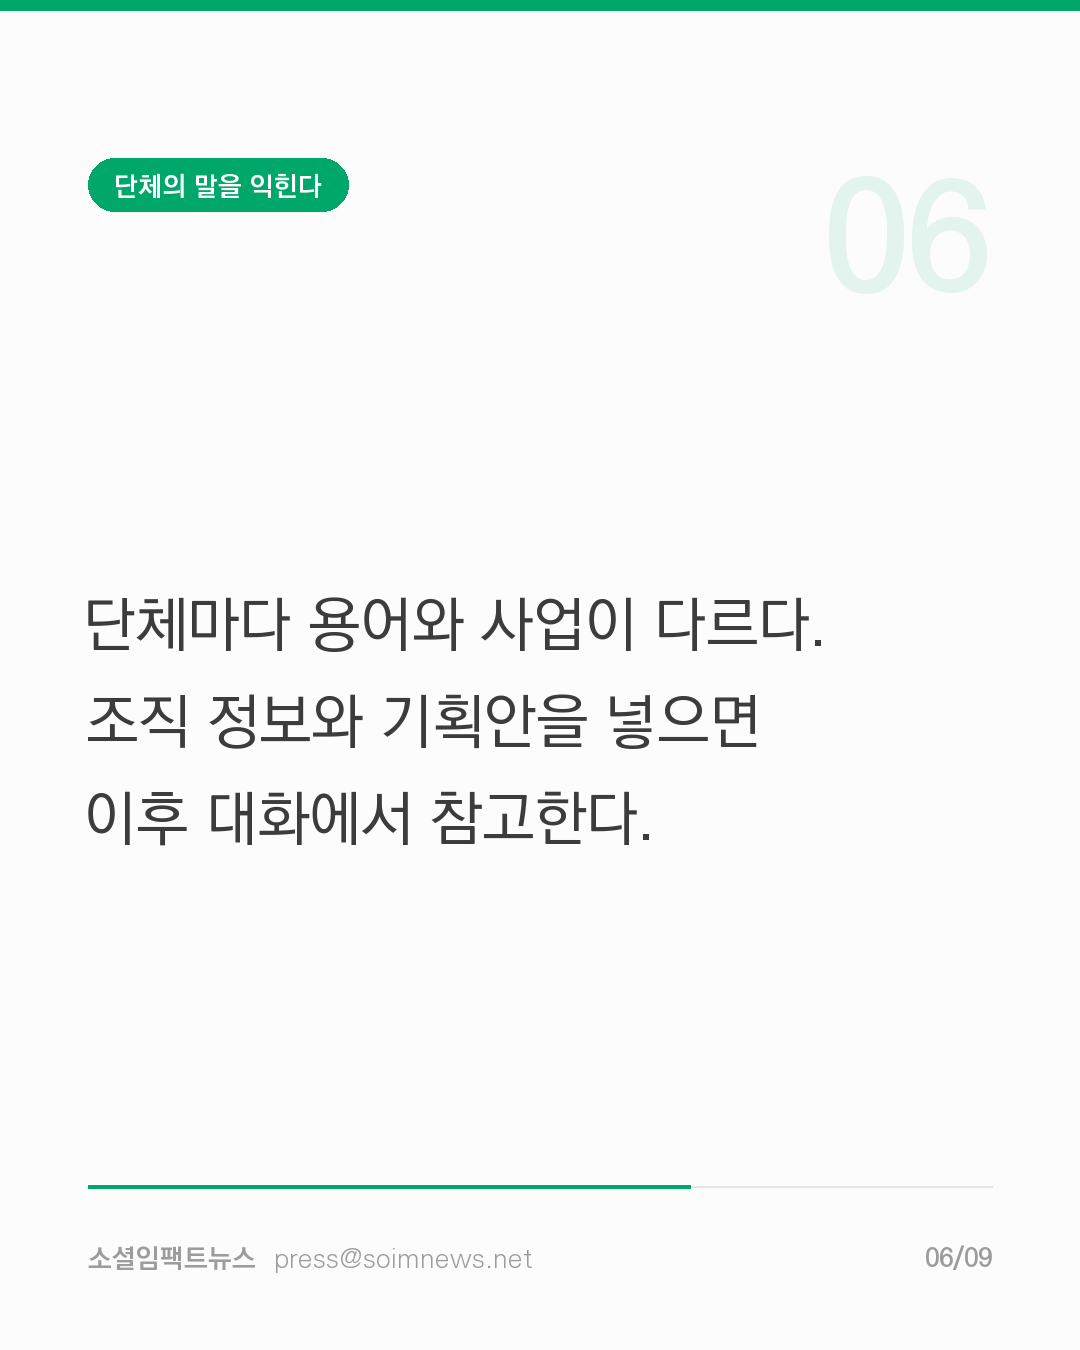 단체의 말을 익힌다
06
단체마다 용어와 사업이 다르다.
조직 정보와 기획안을 넣으면
이후 대화에서 참고한다.
소셜임팩트뉴스 press@soimnews.net
06/09